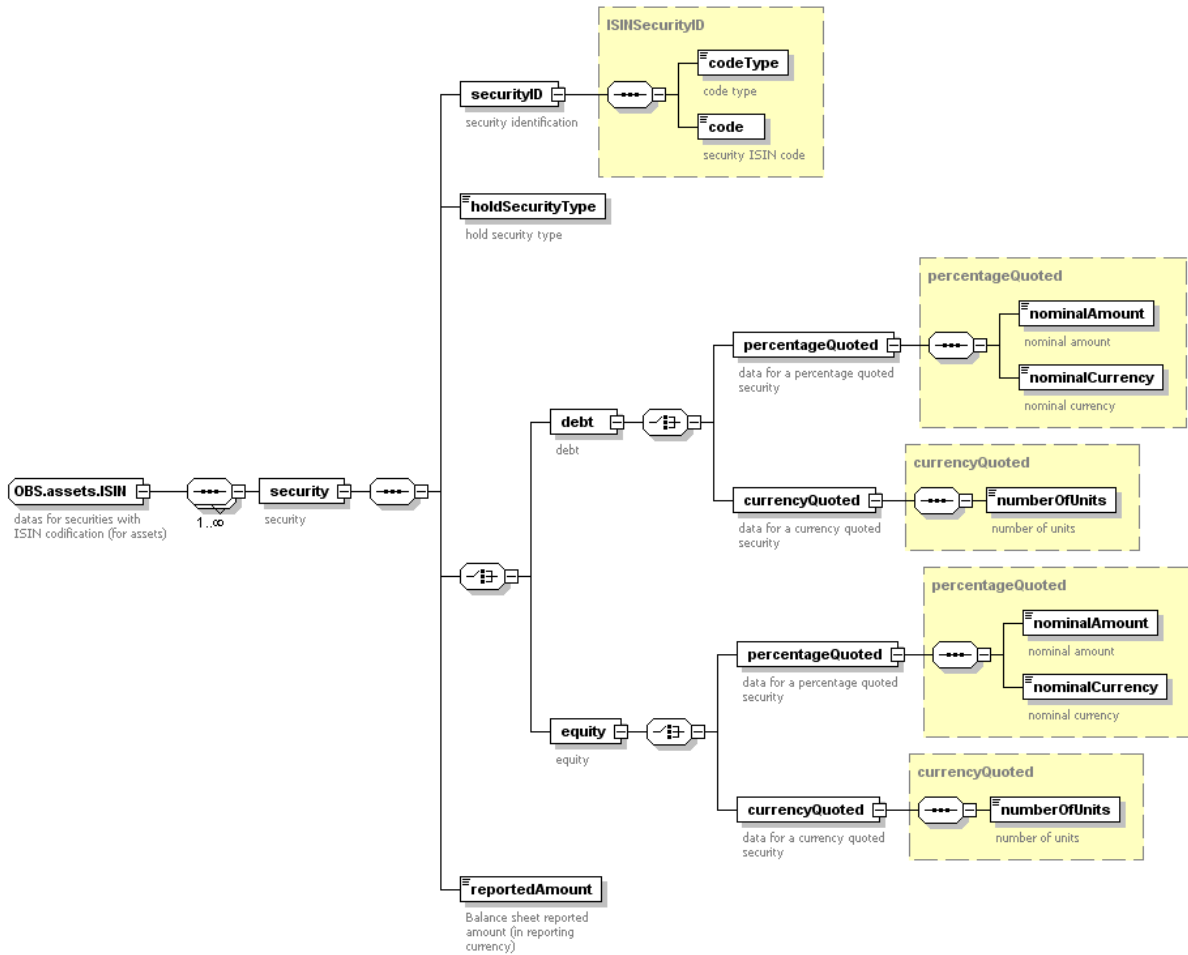 ISINSecurityID
codeType
code type
securityID
security identification
code
security ISIN code
holdSecurityType
hold security type
percentageQuoted
nominalAmount
nominal amount
percentageQuoted
data for a percentage quoted
security
nominalCurrency
nominal currency
debt
debt
currencyQuoted
currencyQuoted
data for a currency quoted
security
numberOfUnits
number of units
OBS.assets.ISIN
datas for securities with
ISIN codification (for assets)
1..∞
security
security
percentageQuoted
nominalAmount
nominal amount
percentageQuoted
data for a percentage quoted
security
nominalCurrency
nominal currency
equity
equity
currencyQuoted
currencyQuoted
data for a currency quoted
security
numberOfUnits
number of units
reportedAmount
Balance sheet reported
amount (in reporting
currency)